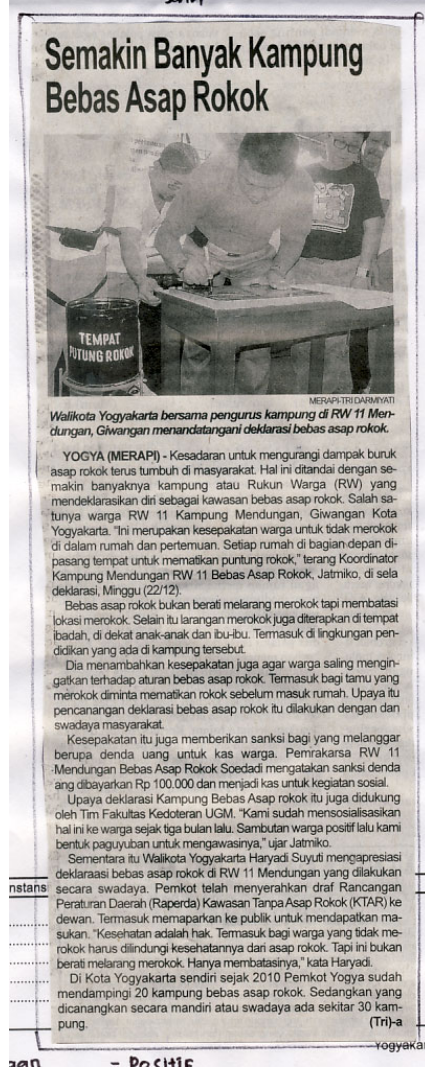 Semakin Banyak Kampung
Bebas Asap Rokok
TEMPAT
PUTUNG ROKOK
MERAPI-TRI DARMIYATI
Walikota Yogyakarta bersama pengurus kampung di RW 11 Men-
dungan, Giwangan menandatangani deklarasi bebas asap rokok.
YOGYA (MERAPI) - Kesadaran untuk mengurangi dampak buruk
asap rokok terus tumbuh di masyarakat. Hal ini ditandai dengan se-
makin banyaknya kampung atau Rukun Warga (RW) yang
mendeklarasikan diri sebagai kawasan bebas asap rokok. Salah sa-
tunya warga RW 11 Kampung Mendungan, Giwangan Kota
Yogyakarta. "Ini merupakan kesepakatan warga untuk tidak merokok
di dalam rumah dan pertemuan. Setiap rumah di bagian depan di-
pasang tempat untuk mematikan puntung rokok," terang Koordinator
Kampung Mendungan RW 11 Bebas Asap Rokok, Jatmiko, di sela
deklarasi, Minggu (22/12).
Bebas asap rokok bukan berati melarang merokok tapi membatasi
lokasi merokok. Selain itu larangan merokok juga diterapkan di tempat
ibadah, di dekat anak-anak dan ibu-ibu. Termasuk di lingkungan pen-
didikan yang ada di kampung tersebut.
Dia menambahkan kesepakatan juga agar warga saling mengin-
gatkan terhadap aturan bebas asap rokok. Termasuk bagi tamu yang
merokok diminta mematikan rokok sebelum masuk rumah. Upaya itu
pencanangan deklarasi bebas asap rokok itu dilakukan dengan dan
swadaya masyarakat.
Kesepakatan itu juga memberikan sanksi bagi yang melanggar
berupa denda uang untuk kas warga. Pemrakarsa RW 11
Mendungan Bebas Asap Rokok Soedadi mengatakan sanksi denda
ang dibayarkan Rp 100.000 dan menjadi kas untuk kegiatan sosial.
Upaya deklarasi Kampung Bebas Asap rokok itu juga didukung
oleh Tim Fakultas Kedoteran UGM. "Kami sudah mensosialisasikan
hal ini ke warga sejak tiga bulan lalu. Sambutan warga positif lalu kami
bentuk paguyuban untuk mengawasinya," ujar Jatmiko.
Sementara itu Walikota Yogyakarta Haryadi Suyuti mengapresiasi
deklaraasi bebas asap rokok di RW 11 Mendungan yang dilakukan
secara swadaya. Pemkot telah menyerahkan draf Rancangan
Peraturan Daerah (Raperda) Kawasan Tanpa Asap Rokok (KTAR) ke
dewan. Termasuk memaparkan ke publik untuk mendapatkan ma-
sukan. "Kesehatan adalah hak. Termasuk bagi warga yang tidak me-
rokok harus dilindungi kesehatannya dari asap rokok. Tapi ini bukan
berati melarang merokok. Hanya membatasinya," kata Haryadi.
Di Kota Yogyakarta sendiri sejak 2010 Pemkot Yogya sudah
mendampingi 20 kampung bebas asap rokok. Sedangkan yang
dicanangkan secara mandiri atau swadaya ada sekitar 30 kam-
pung. (Tri)-a
nstans
Yogyaka
- Positif